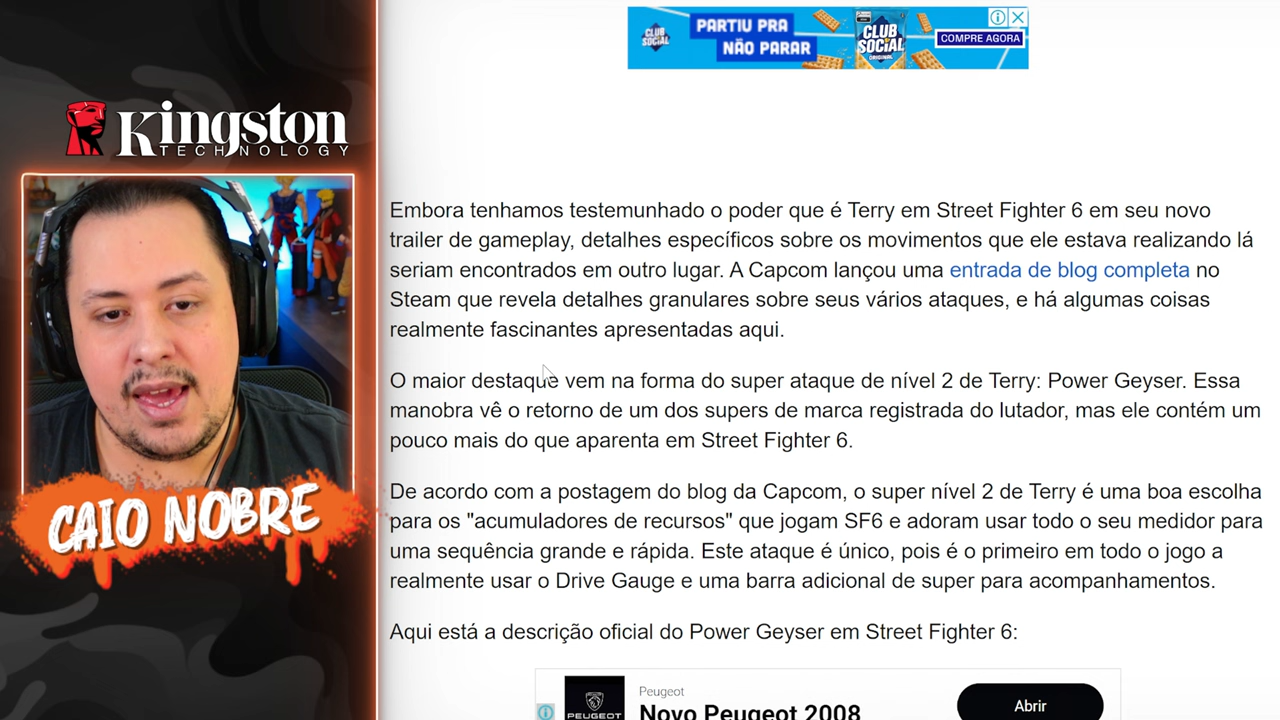 PARTIU PRA
NÃO PARAR
CLUB
SOCIAL
CLUB
SOCIAL
ORIGINAL
COMPRE AGORA
Kingston
TECHNOLOGY
CAIO NOBRE
Embora tenhamos testemunhado o poder que é Terry em Street Fighter 6 em seu novo
trailer de gameplay, detalhes específicos sobre os movimentos que ele estava realizando lá
seriam encontrados em outro lugar. A Capcom lançou uma entrada de blog completa no
Steam que revela detalhes granulares sobre seus vários ataques, e há algumas coisas
realmente fascinantes apresentadas aqui.
O maior destaque vem na forma do super ataque de nível 2 de Terry: Power Geyser. Essa
manobra vê o retorno de um dos supers de marca registrada do lutador, mas ele contém um
pouco mais do que aparenta em Street Fighter 6.
De acordo com a postagem do blog da Capcom, o super nível 2 de Terry é uma boa escolha
para os "acumuladores de recursos" que jogam SF6 e adoram usar todo o seu medidor para
uma sequência grande e rápida. Este ataque é único, pois é o primeiro em todo o jogo a
realmente usar o Drive Gauge e uma barra adicional de super para acompanhamentos.
Aqui está a descrição oficial do Power Geyser em Street Fighter 6:
PEUGEOT
Peugeot
Novo Peugeot 2008
Abrir